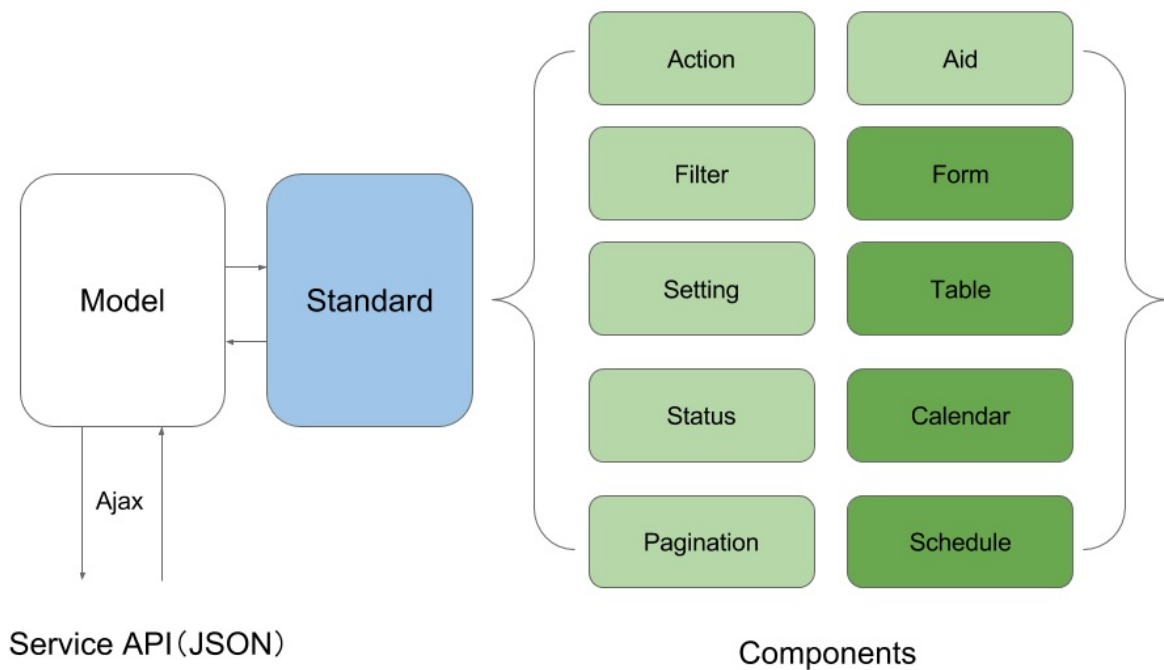 Model
Standard
Action
Aid
Filter
Form
Setting
Table
Status
Calendar
Pagination
Schedule
Ajax
Service API（JSON）
Components